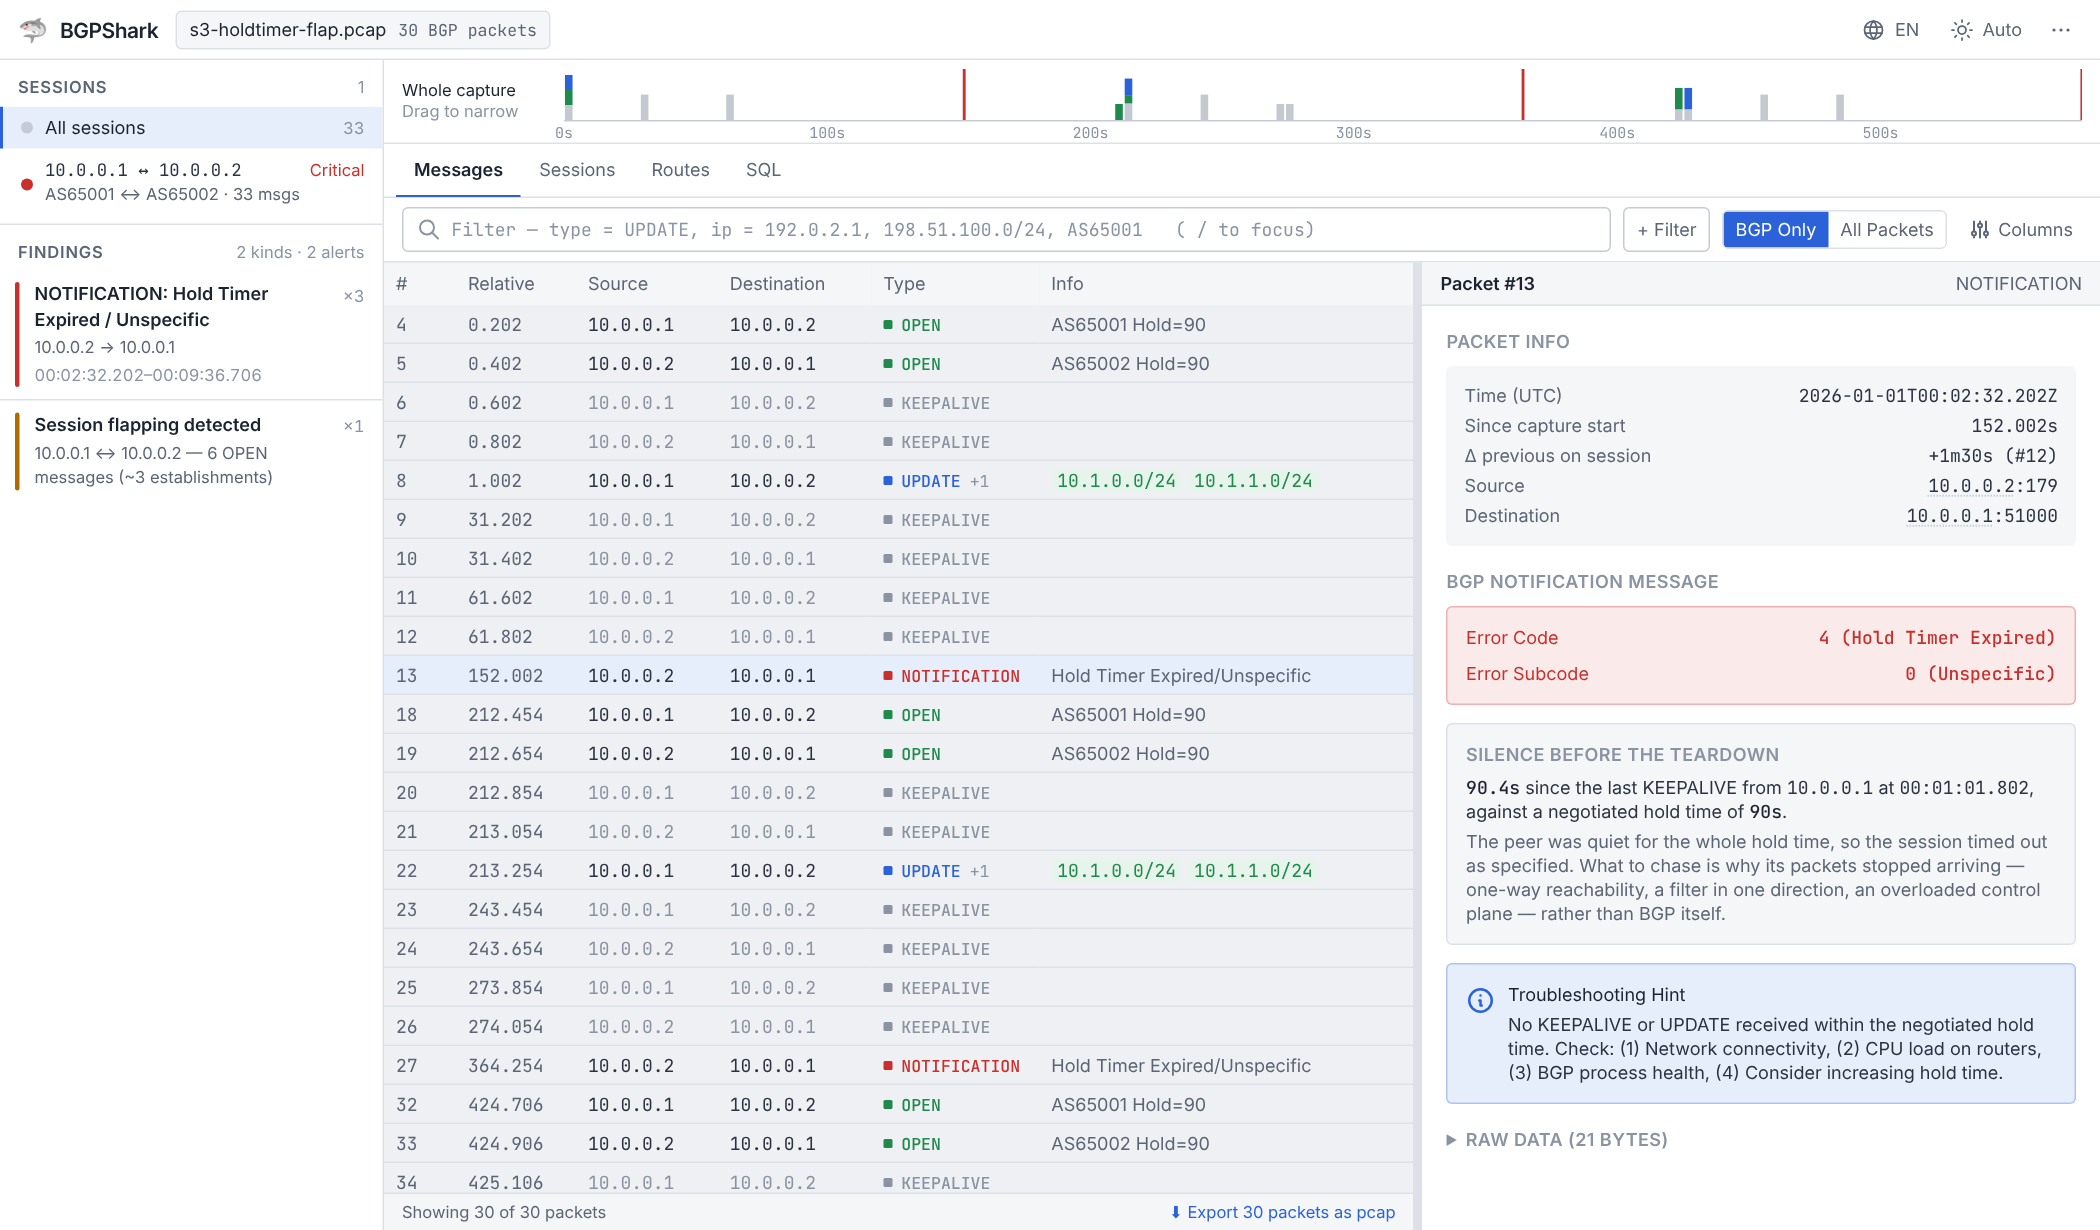 BGPShark
s3-holdtimer-flap.pcap 30 BGP packets
EN
Auto
SESSIONS 1
All sessions 33
10.0.0.1 ↔ 10.0.0.2 Critical
AS65001 ↔ AS65002 · 33 msgs
FINDINGS 2 kinds · 2 alerts
NOTIFICATION: Hold Timer ×3
Expired / Unspecific
10.0.0.2 → 10.0.0.1
00:02:32.202–00:09:36.706
Session flapping detected ×1
10.0.0.1 ↔ 10.0.0.2 — 6 OPEN
messages (~3 establishments)
Whole capture
Drag to narrow
0s 100s 200s 300s 400s 500s
Messages Sessions Routes SQL
Filter — type = UPDATE, ip = 192.0.2.1, 198.51.100.0/24, AS65001 ( / to focus)
+ Filter BGP Only All Packets Columns
# Relative Source Destination Type Info
4 0.202 10.0.0.1 10.0.0.2 OPEN AS65001 Hold=90
5 0.402 10.0.0.2 10.0.0.1 OPEN AS65002 Hold=90
6 0.602 10.0.0.1 10.0.0.2 KEEPALIVE
7 0.802 10.0.0.2 10.0.0.1 KEEPALIVE
8 1.002 10.0.0.1 10.0.0.2 UPDATE +1 10.1.0.0/24 10.1.1.0/24
9 31.202 10.0.0.1 10.0.0.2 KEEPALIVE
10 31.402 10.0.0.2 10.0.0.1 KEEPALIVE
11 61.602 10.0.0.1 10.0.0.2 KEEPALIVE
12 61.802 10.0.0.2 10.0.0.1 KEEPALIVE
13 152.002 10.0.0.2 10.0.0.1 NOTIFICATION Hold Timer Expired/Unspecific
18 212.454 10.0.0.1 10.0.0.2 OPEN AS65001 Hold=90
19 212.654 10.0.0.2 10.0.0.1 OPEN AS65002 Hold=90
20 212.854 10.0.0.1 10.0.0.2 KEEPALIVE
21 213.054 10.0.0.2 10.0.0.1 KEEPALIVE
22 213.254 10.0.0.1 10.0.0.2 UPDATE +1 10.1.0.0/24 10.1.1.0/24
23 243.454 10.0.0.1 10.0.0.2 KEEPALIVE
24 243.654 10.0.0.2 10.0.0.1 KEEPALIVE
25 273.854 10.0.0.1 10.0.0.2 KEEPALIVE
26 274.054 10.0.0.2 10.0.0.1 KEEPALIVE
27 364.254 10.0.0.2 10.0.0.1 NOTIFICATION Hold Timer Expired/Unspecific
32 424.706 10.0.0.1 10.0.0.2 OPEN AS65001 Hold=90
33 424.906 10.0.0.2 10.0.0.1 OPEN AS65002 Hold=90
34 425.106 10.0.0.1 10.0.0.2 KEEPALIVE
Showing 30 of 30 packets Export 30 packets as pcap
Packet #13 NOTIFICATION
PACKET INFO
Time (UTC) 2026-01-01T00:02:32.202Z
Since capture start 152.002s
Δ previous on session +1m30s (#12)
Source 10.0.0.2:179
Destination 10.0.0.1:51000
BGP NOTIFICATION MESSAGE
Error Code 4 (Hold Timer Expired)
Error Subcode 0 (Unspecific)
SILENCE BEFORE THE TEARDOWN
90.4s since the last KEEPALIVE from 10.0.0.1 at 00:01:01.802,
against a negotiated hold time of 90s.
The peer was quiet for the whole hold time, so the session timed out
as specified. What to chase is why its packets stopped arriving —
one-way reachability, a filter in one direction, an overloaded control
plane — rather than BGP itself.
Troubleshooting Hint
No KEEPALIVE or UPDATE received within the negotiated hold
time. Check: (1) Network connectivity, (2) CPU load on routers,
(3) BGP process health, (4) Consider increasing hold time.
RAW DATA (21 BYTES)